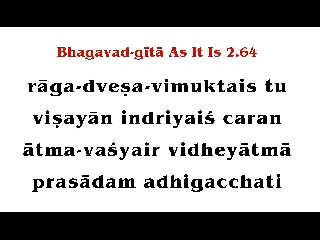 Bhagavad-gītā As It Is 2.64
rāga-dveṣa-vimuktais tu
viṣayān indriyaiś caran
ātma-vaśyair vidheyātmā
prasādam adhigacchati